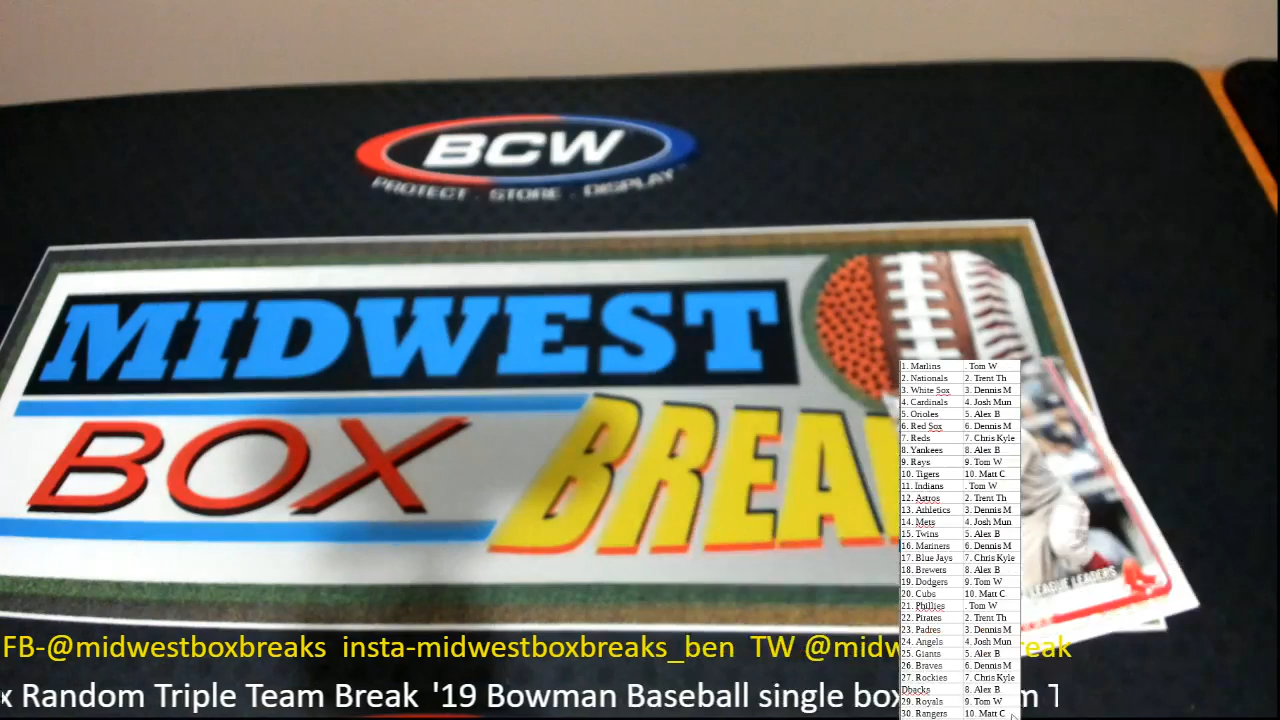 BCW
PROTECT . STORE . DISPLAY
MIDWEST
BOX BREA
1. Marlins . Tom W
2. Nationals 2. Trent Th
3. White Sox 3. Dennis M
4. Cardinals 4. Josh Mun
5. Orioles 5. Alex B
6. Red Sox 6. Dennis M
7. Reds 7. Chris Kyle
8. Yankees 8. Alex B
9. Rays 9. Tom W
10. Tigers 10. Matt C
11. Indians . Tom W
12. Astros 2. Trent Th
13. Athletics 3. Dennis M
14. Mets 4. Josh Mun
15. Twins 5. Alex B
16. Mariners 6. Dennis M
17. Blue Jays 7. Chris Kyle
18. Brewers 8. Alex B
19. Dodgers 9. Tom W
20. Cubs 10. Matt C
21. Phillies . Tom W
22. Pirates 2. Trent Th
23. Padres 3. Dennis M
24. Angels 4. Josh Mun
25. Giants 5. Alex B
26. Braves 6. Dennis M
27. Rockies 7. Chris Kyle
Dbacks 8. Alex B
29. Royals 9. Tom W
30. Rangers 10. Matt C
LEAGUE LEADERS
FB-@midwestboxbreaks insta-midwestboxbreaks_ben TW @midw eak
x Random Triple Team Break '19 Bowman Baseball single box m T